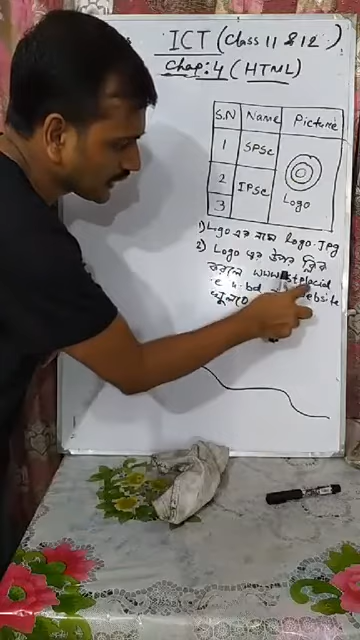 ICT (Class 11 & 12)
Chap: 4 (HTML)
S.N Name Picture
1 SPSC
2 IPSC
3
Logo
1) Logo এর নাম logo.jpg
2) Logo এর উপর ক্লিক
করলে www
website